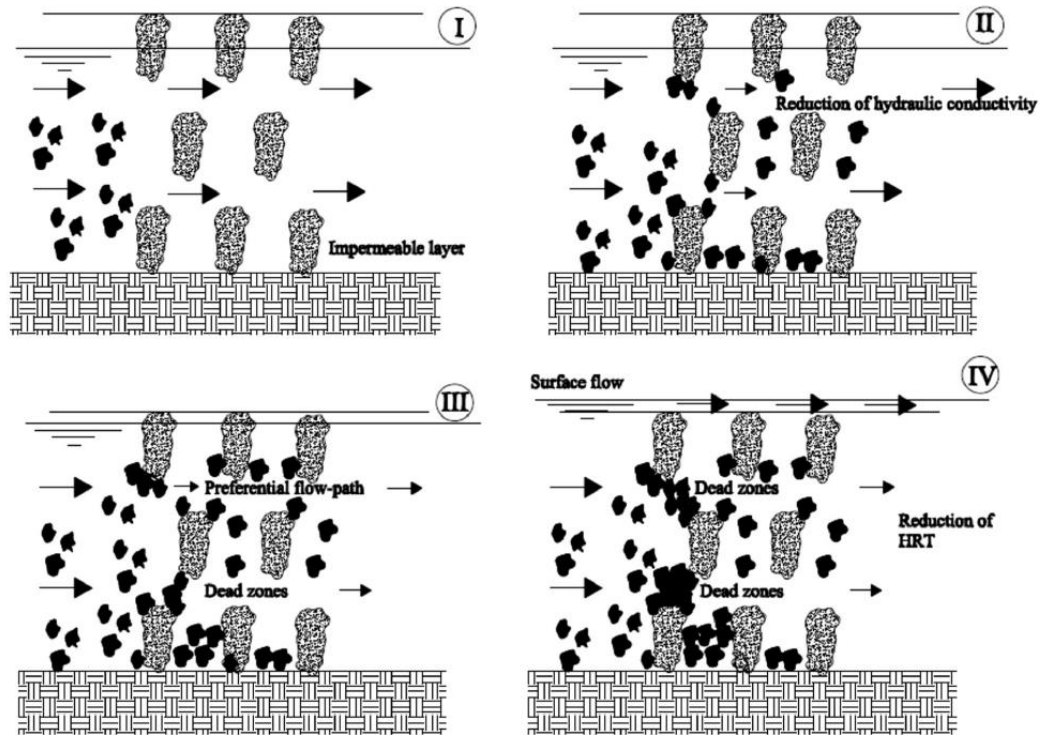 I
Impermeable layer
II
Reduction of hydraulic conductivity
III
Preferential flow-path
Dead zones
IV
Surface flow
Dead zones
Reduction of
HRT
Dead zones